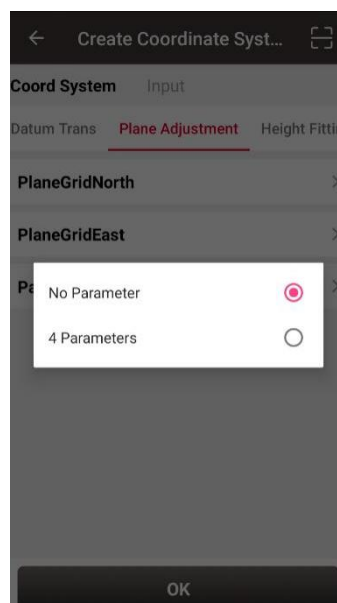 Create Coordinate Syst...
Coord System Input
Datum Trans Plane Adjustment Height Fitti
PlaneGridNorth
PlaneGridEast
Pa
No Parameter
4 Parameters
OK